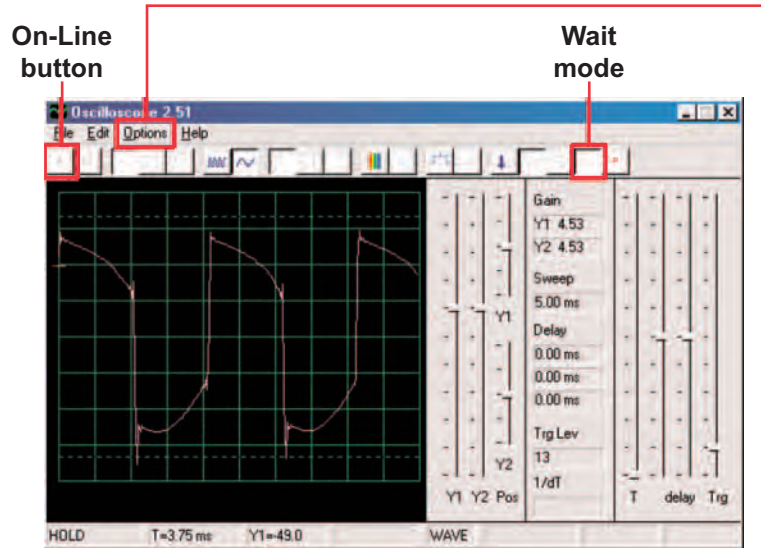 On-Line
button
Wait
mode
Oscilloscope 2.51
File Edit Options Help
Gain
Y1 4.53
Y2 4.53
Sweep
5.00 ms
Delay
0.00 ms
0.00 ms
0.00 ms
Trg Lev
13
1/dT
Y1
Y2
Y1 Y2 Pos
T delay Trg
HOLD T=3.75 ms Y1=-49.0 WAVE